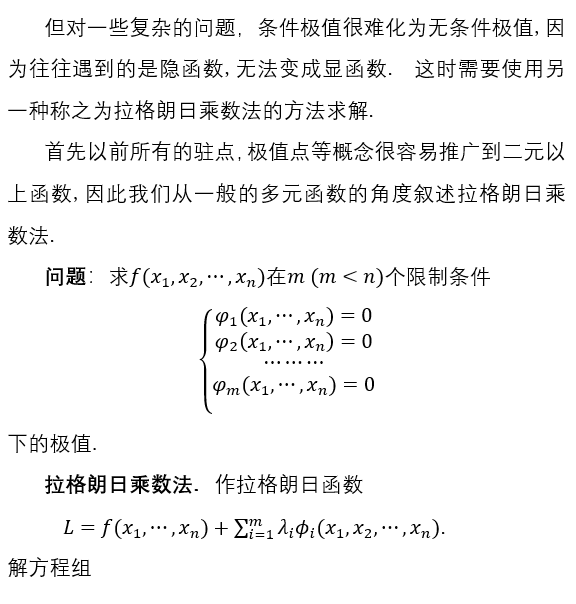 但对一些复杂的问题，条件极值很难化为无条件极值，因
为往往遇到的是隐函数，无法变成显函数． 这时需要使用另
一种称之为拉格朗日乘数法的方法求解．
首先以前所有的驻点，极值点等概念很容易推广到二元以
上函数，因此我们从一般的多元函数的角度叙述拉格朗日乘
数法．
问题：求f(x₁, x₂, ⋯, xₙ)在m (m < n)个限制条件
φ₁(x₁, ⋯, xₙ) = 0
φ₂(x₁, ⋯, xₙ) = 0
⋯ ⋯ ⋯
φₘ(x₁, ⋯, xₙ) = 0
下的极值．
拉格朗日乘数法．作拉格朗日函数
L = f(x₁, ⋯, xₙ) + ∑ᵢ₌₁ᵐ λᵢϕᵢ(x₁, x₂, ⋯, xₙ).
解方程组